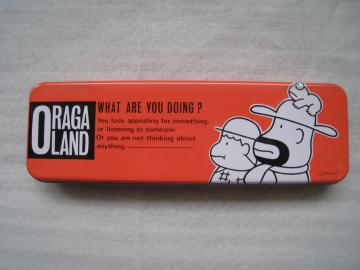 ORAGA
LAND
WHAT ARE YOU DOING?
You look appealing for something,
or listening to someone.
Or you are not thinking about
anything